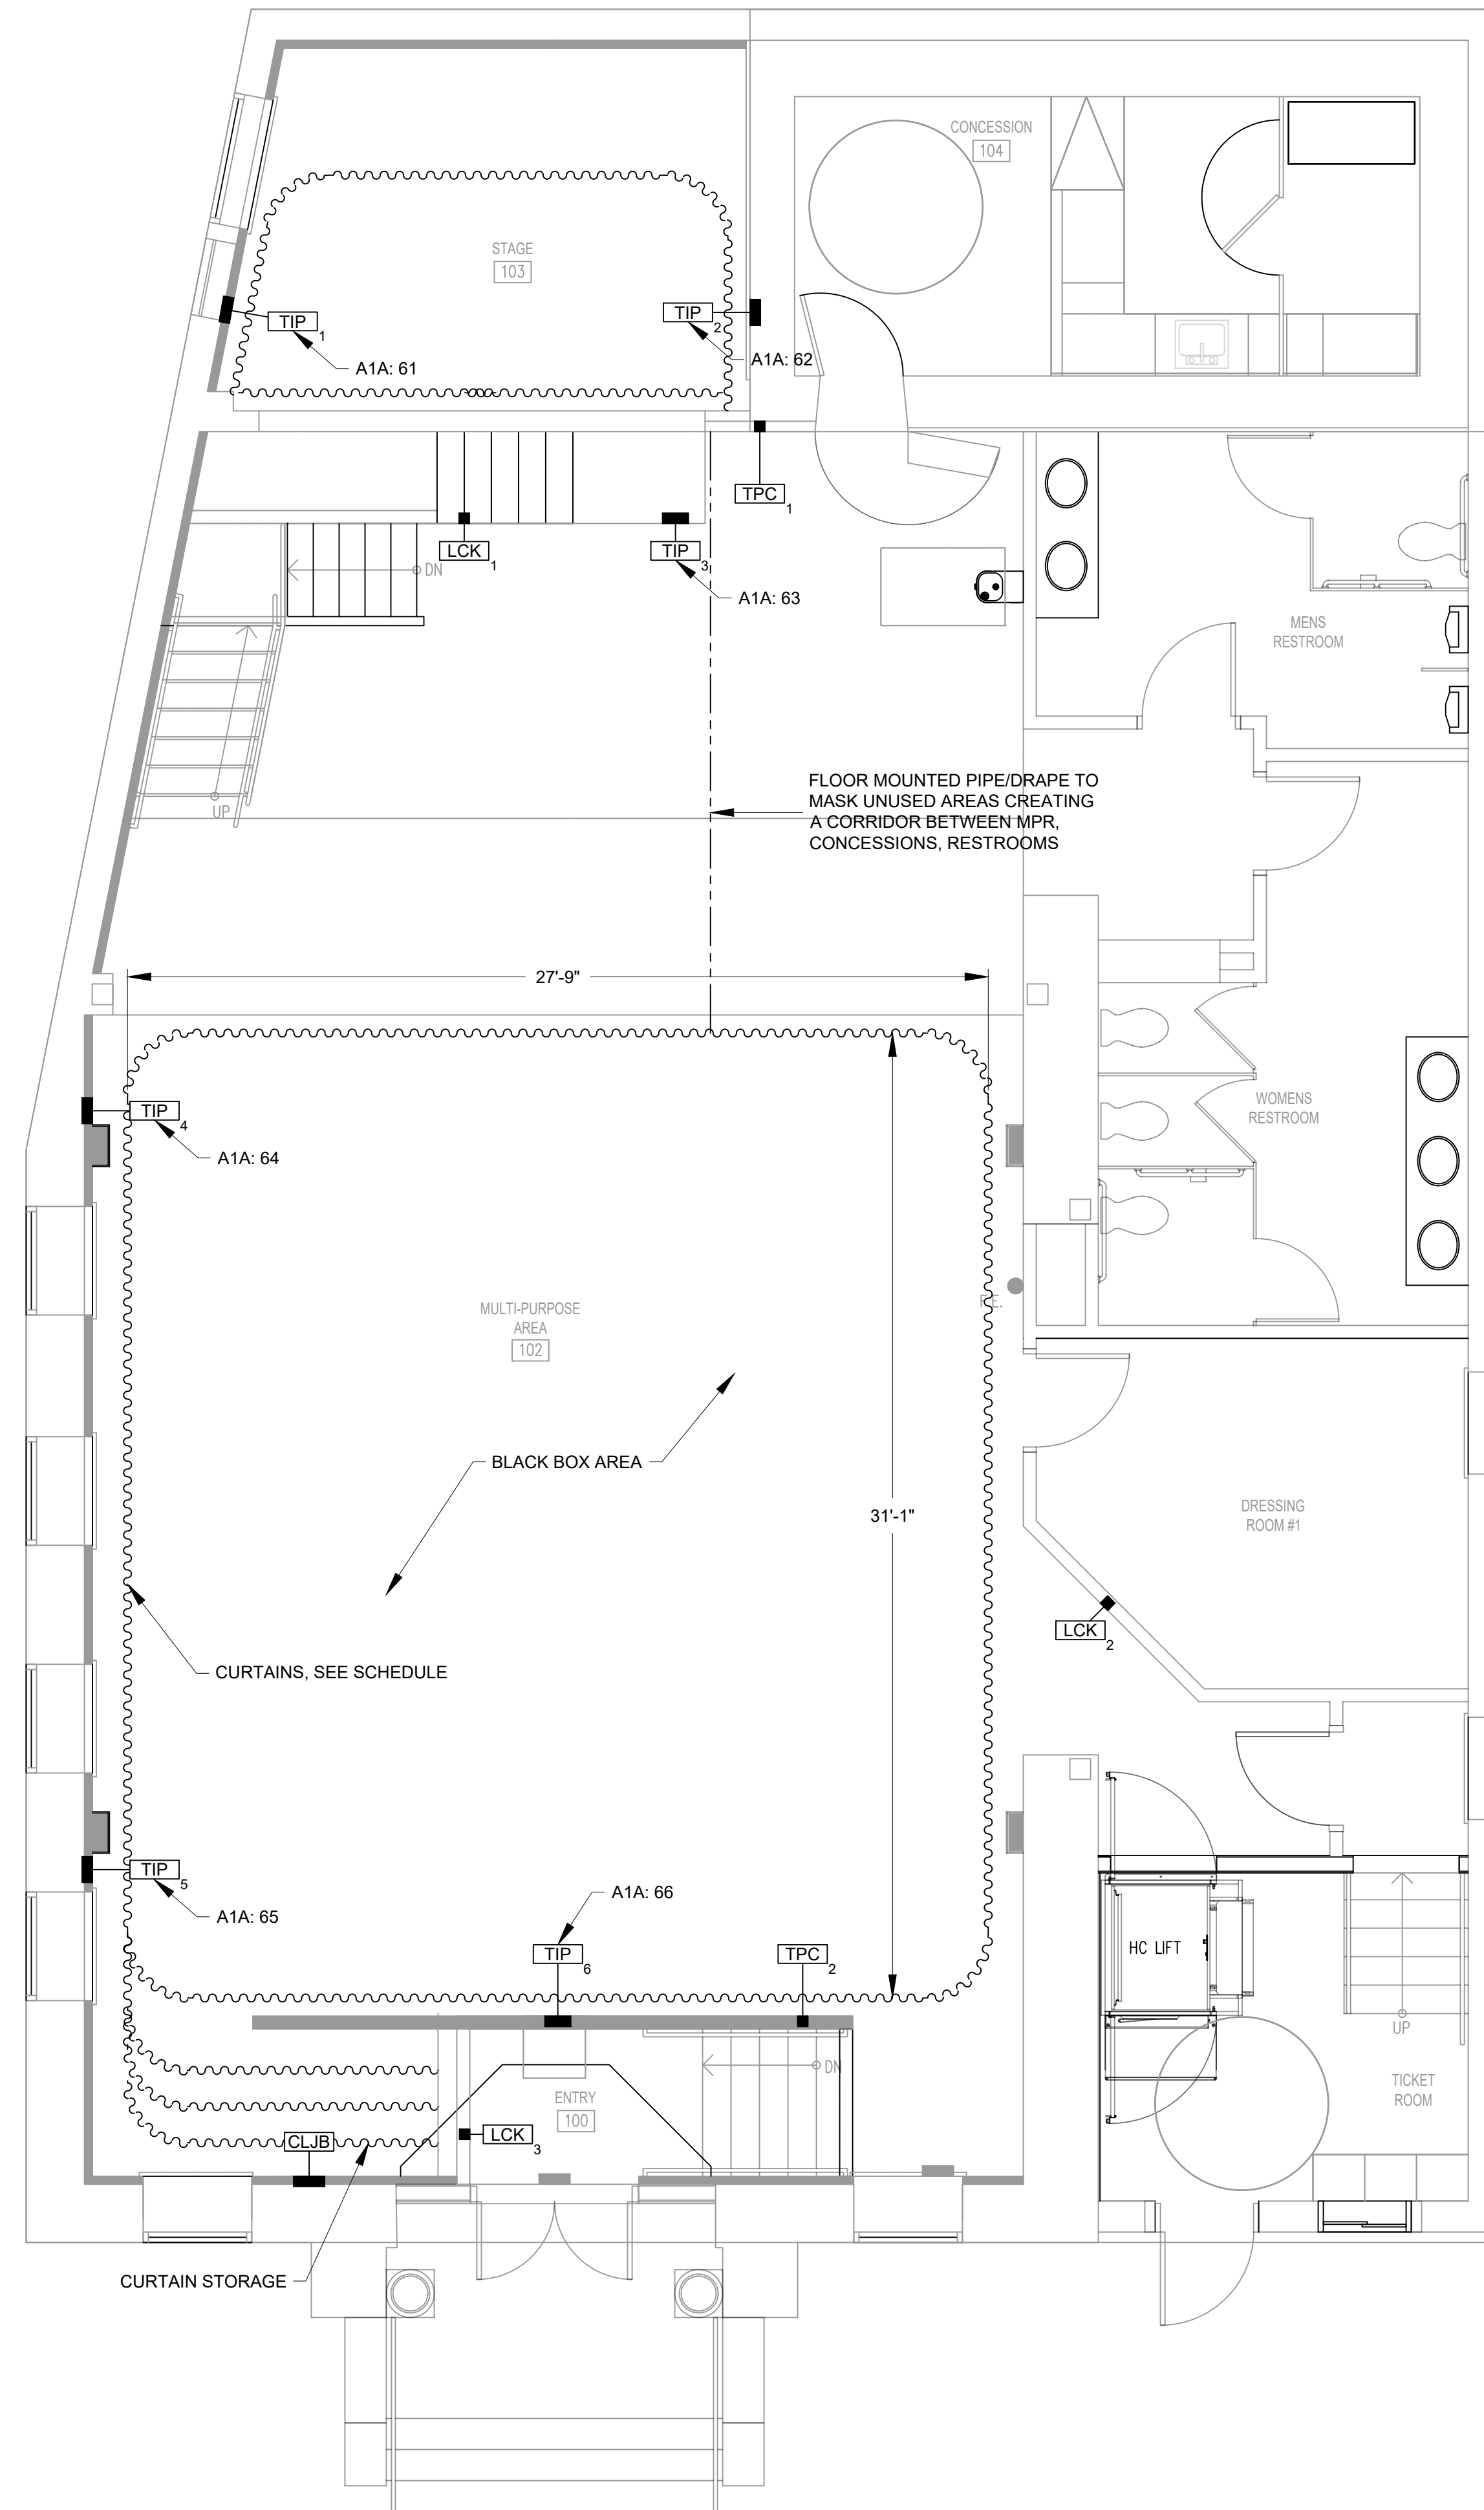 CONCESSION
104
STAGE
103
TIP
1
TIP
2
A1A: 61
A1A: 62
TPC
1
LCK
1
TIP
3
DN
A1A: 63
MENS
RESTROOM
UP
FLOOR MOUNTED PIPE/DRAPE TO
MASK UNUSED AREAS CREATING
A CORRIDOR BETWEEN MPR,
CONCESSIONS, RESTROOMS
27'-9"
TIP
4
A1A: 64
WOMENS
RESTROOM
F.E.
MULTI-PURPOSE
AREA
102
BLACK BOX AREA
31'-1"
DRESSING
ROOM #1
LCK
2
CURTAINS, SEE SCHEDULE
TIP
5
A1A: 65
A1A: 66
TIP
6
TPC
2
HC LIFT
UP
DN
TICKET
ROOM
ENTRY
100
LCK
3
CLJB
CURTAIN STORAGE